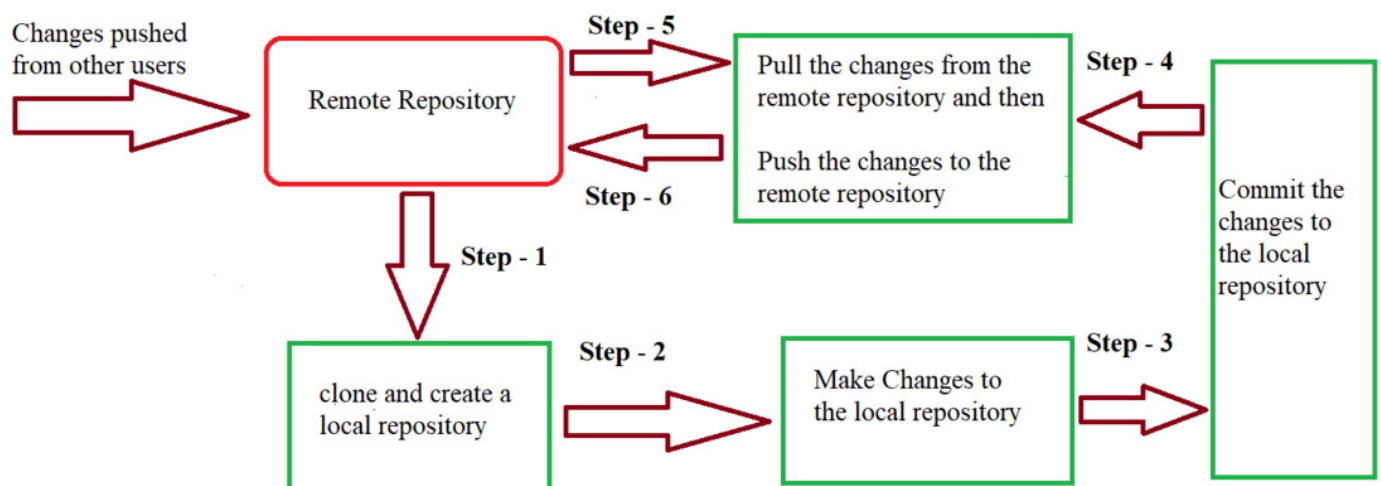 Changes pushed
from other users
Remote Repository
Step - 5
Pull the changes from the
remote repository and then
Push the changes to the
remote repository
Step - 4
Step - 6
Commit the
changes to
the local
repository
Step - 1
clone and create a
local repository
Step - 2
Make Changes to
the local repository
Step - 3